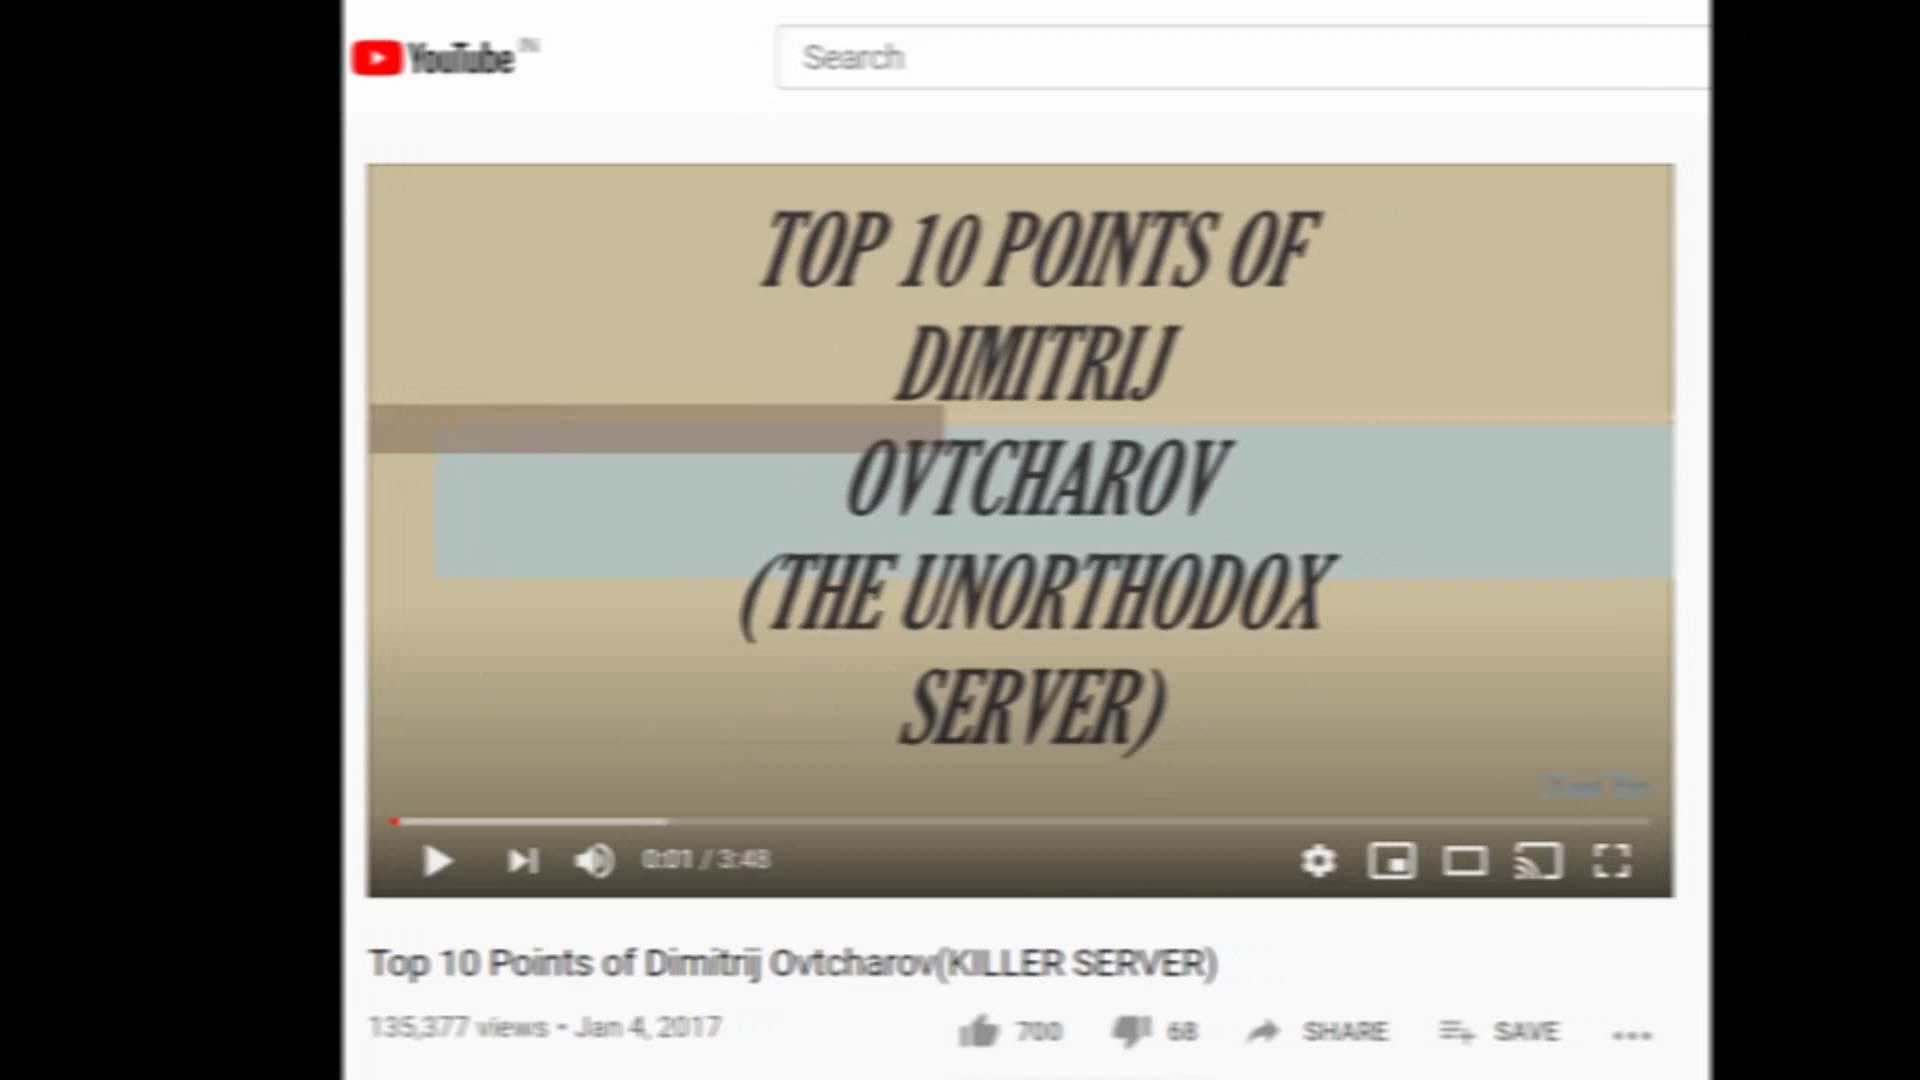 YouTube IN
Search
TOP 10 POINTS OF
DIMITRIJ
OVTCHAROV
(THE UNORTHODOX
SERVER)
0:01 / 3:48
Top 10 Points of Dimitrij Ovtcharov(KILLER SERVER)
135,377 views • Jan 4, 2017
700 68 SHARE SAVE